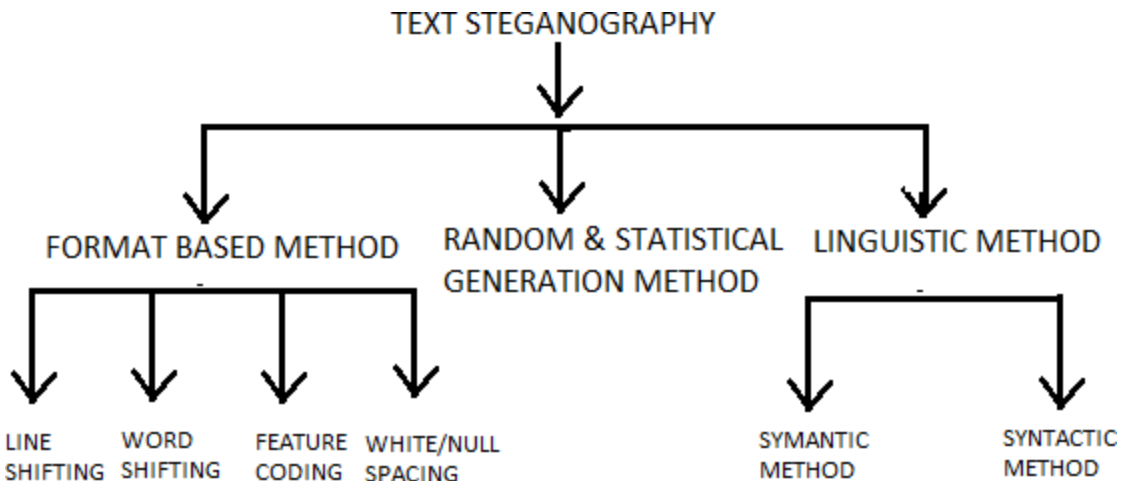 TEXT STEGANOGRAPHY
FORMAT BASED METHOD
RANDOM & STATISTICAL
GENERATION METHOD
LINGUISTIC METHOD
LINE
SHIFTING
WORD
SHIFTING
FEATURE
CODING
WHITE/NULL
SPACING
SYMANTIC
METHOD
SYNTACTIC
METHOD